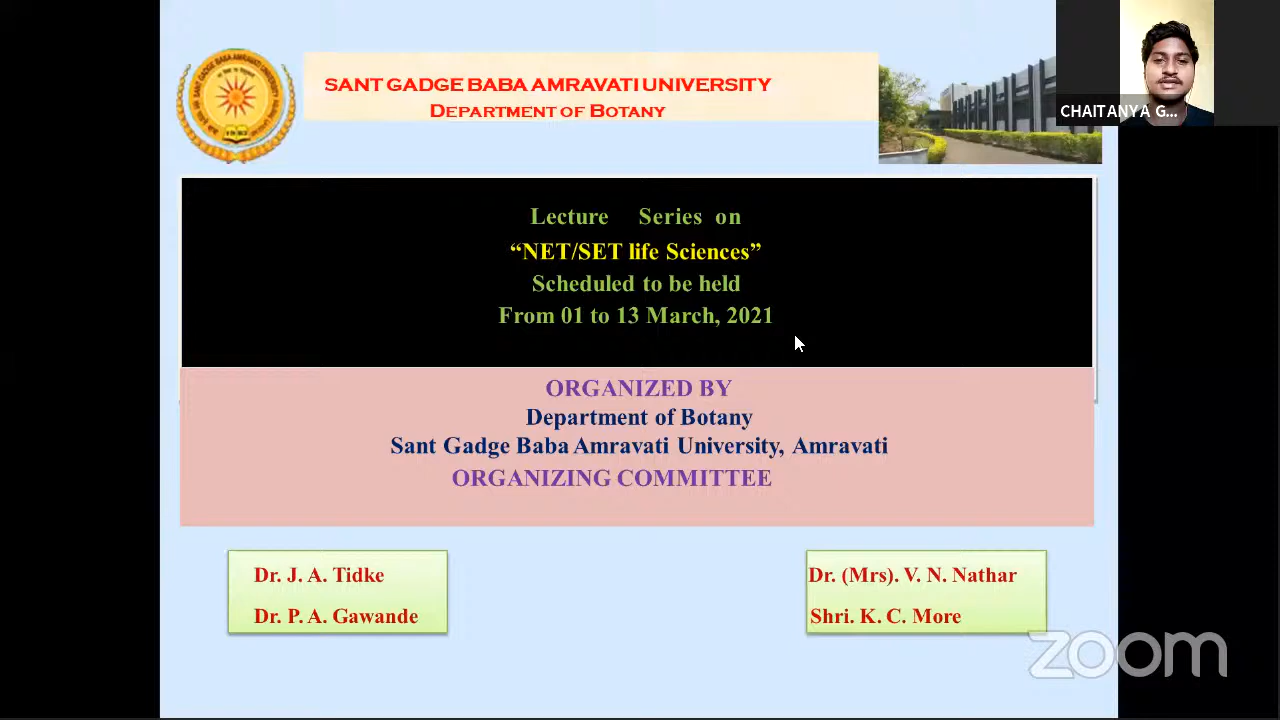 SANT GADGE BABA AMRAVATI UNIVERSITY
DEPARTMENT OF BOTANY
CHAITANYA G...
Lecture Series on
“NET/SET life Sciences”
Scheduled to be held
From 01 to 13 March, 2021
ORGANIZED BY
Department of Botany
Sant Gadge Baba Amravati University, Amravati
ORGANIZING COMMITTEE
Dr. J. A. Tidke
Dr. P. A. Gawande
Dr. (Mrs). V. N. Nathar
Shri. K. C. More
zoom